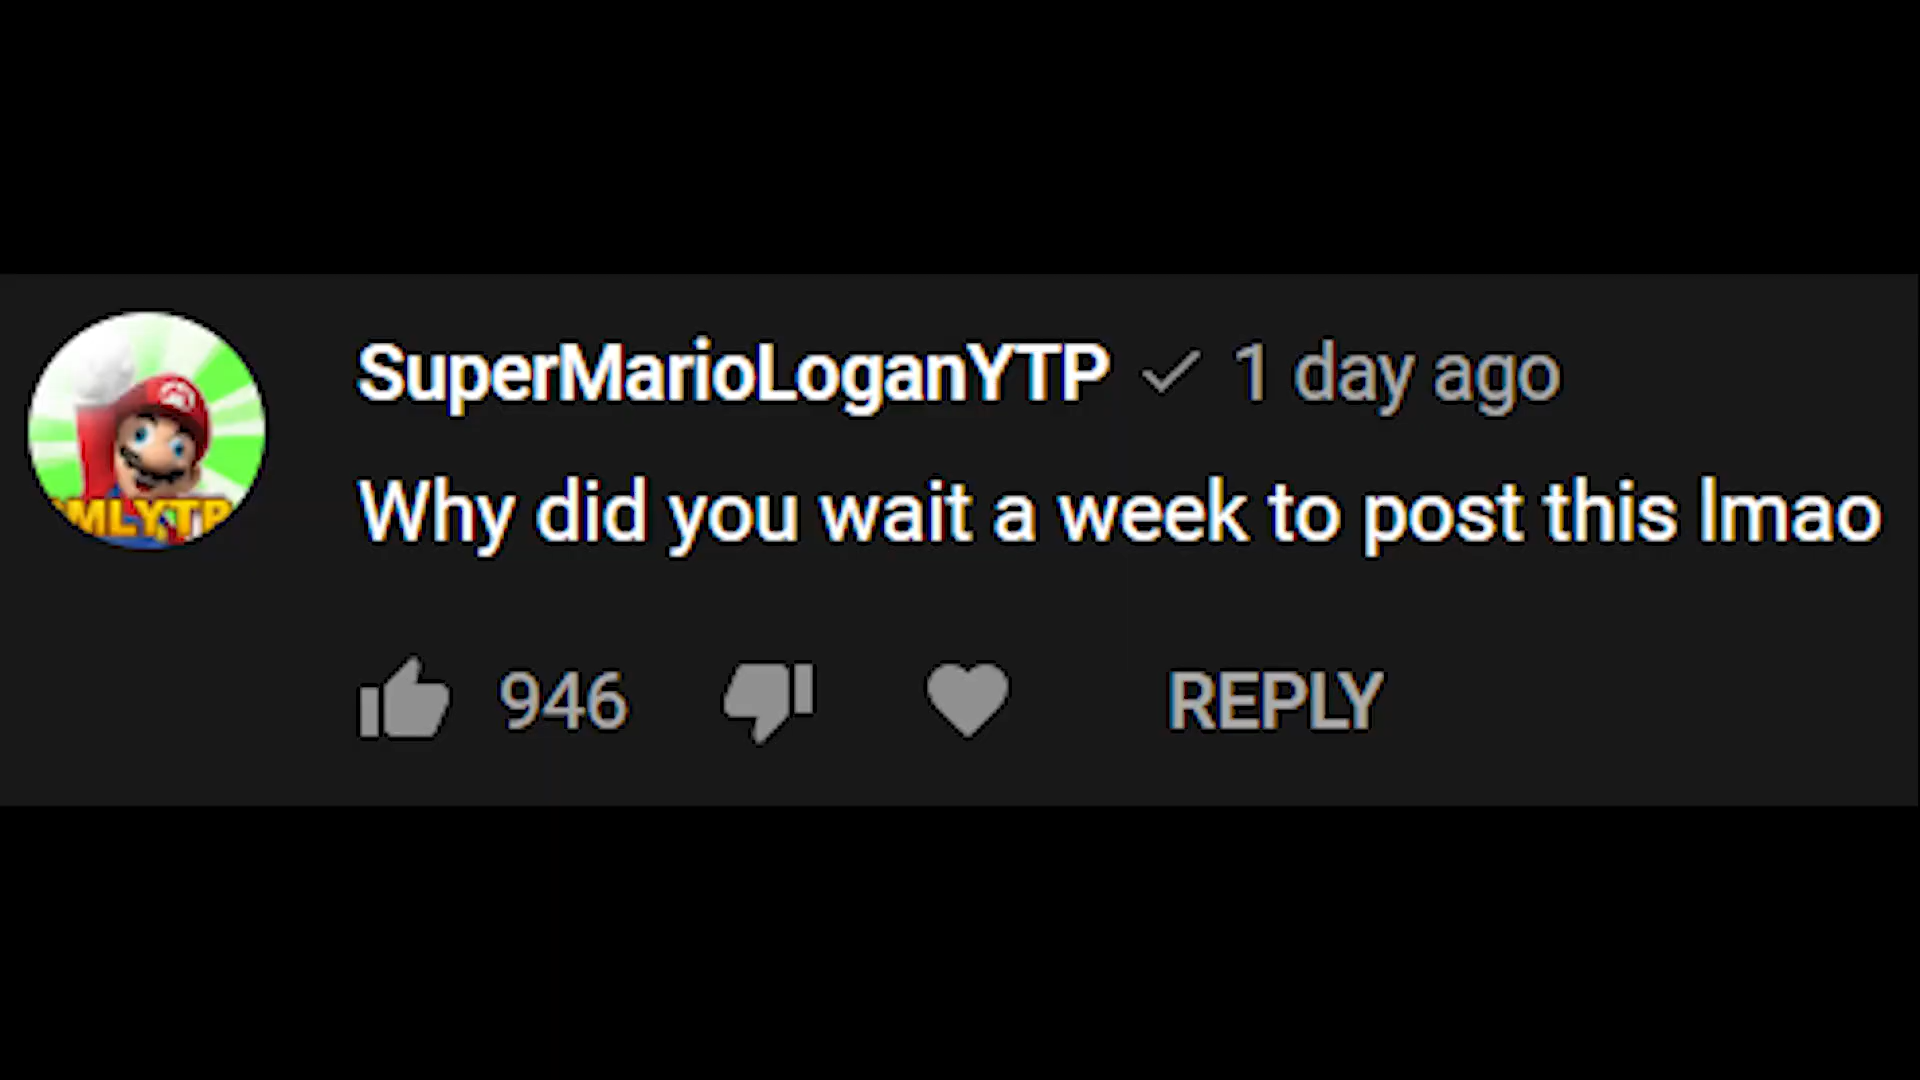 SuperMarioLoganYTP 1 day ago
MLYTP
Why did you wait a week to post this lmao
946 REPLY